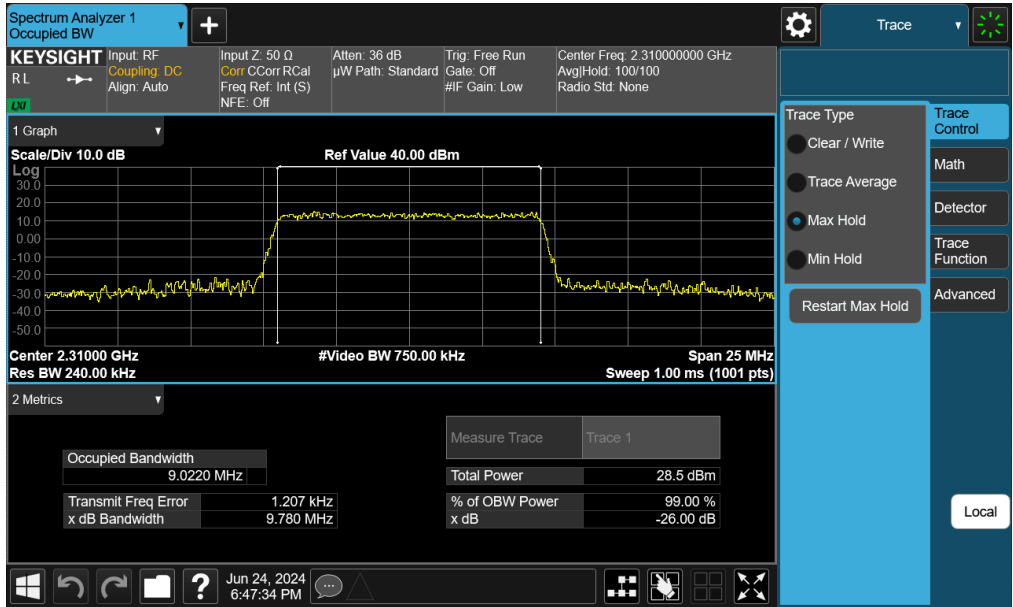 Spectrum Analyzer 1
Occupied BW
+
Trace
KEYSIGHT
R L
LXI
Input: RF
Coupling: DC
Align: Auto
Input Z: 50 Ω
Corr CCorr RCal
Freq Ref: Int (S)
NFE: Off
Atten: 36 dB
µW Path: Standard
Trig: Free Run
Gate: Off
#IF Gain: Low
Center Freq: 2.310000000 GHz
Avg|Hold: 100/100
Radio Std: None
1 Graph
Scale/Div 10.0 dB
Ref Value 40.00 dBm
Log
30.0
20.0
10.0
0.00
-10.0
-20.0
-30.0
-40.0
-50.0
Center 2.31000 GHz
#Video BW 750.00 kHz
Span 25 MHz
Res BW 240.00 kHz
Sweep 1.00 ms (1001 pts)
2 Metrics
Measure Trace
Trace 1
Occupied Bandwidth
9.0220 MHz
Total Power
28.5 dBm
Transmit Freq Error
1.207 kHz
% of OBW Power
99.00 %
x dB Bandwidth
9.780 MHz
x dB
-26.00 dB
Trace Type
Clear / Write
Trace Average
Max Hold
Min Hold
Restart Max Hold
Trace
Control
Math
Detector
Trace
Function
Advanced
Local
?
Jun 24, 2024
6:47:34 PM